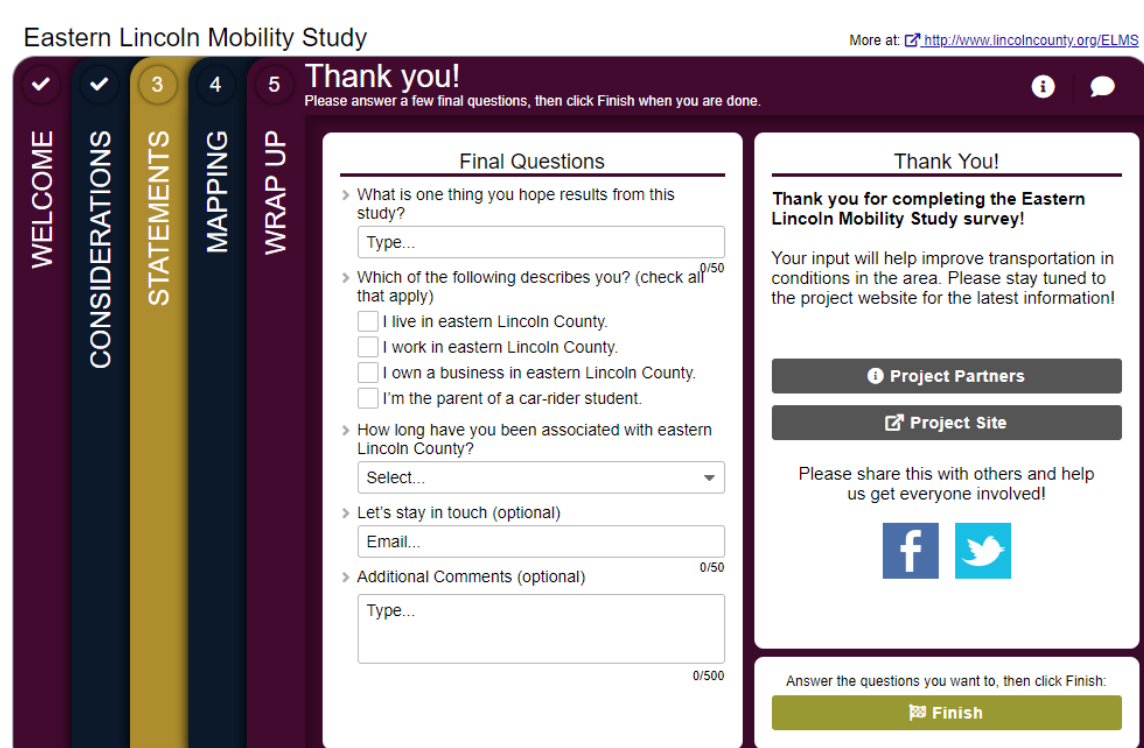 Eastern Lincoln Mobility Study
More at: http://www.lincolncounty.org/ELMS
WELCOME
CONSIDERATIONS
3
STATEMENTS
4
MAPPING
5
WRAP UP
Thank you!
Please answer a few final questions, then click Finish when you are done.
Final Questions
What is one thing you hope results from this
study?
Type...
0/50
Which of the following describes you? (check all
that apply)
I live in eastern Lincoln County.
I work in eastern Lincoln County.
I own a business in eastern Lincoln County.
I'm the parent of a car-rider student.
How long have you been associated with eastern
Lincoln County?
Select...
Let's stay in touch (optional)
Email...
0/50
Additional Comments (optional)
Type...
0/500
Thank You!
Thank you for completing the Eastern
Lincoln Mobility Study survey!
Your input will help improve transportation in
conditions in the area. Please stay tuned to
the project website for the latest information!
Project Partners
Project Site
Please share this with others and help
us get everyone involved!
Answer the questions you want to, then click Finish:
Finish